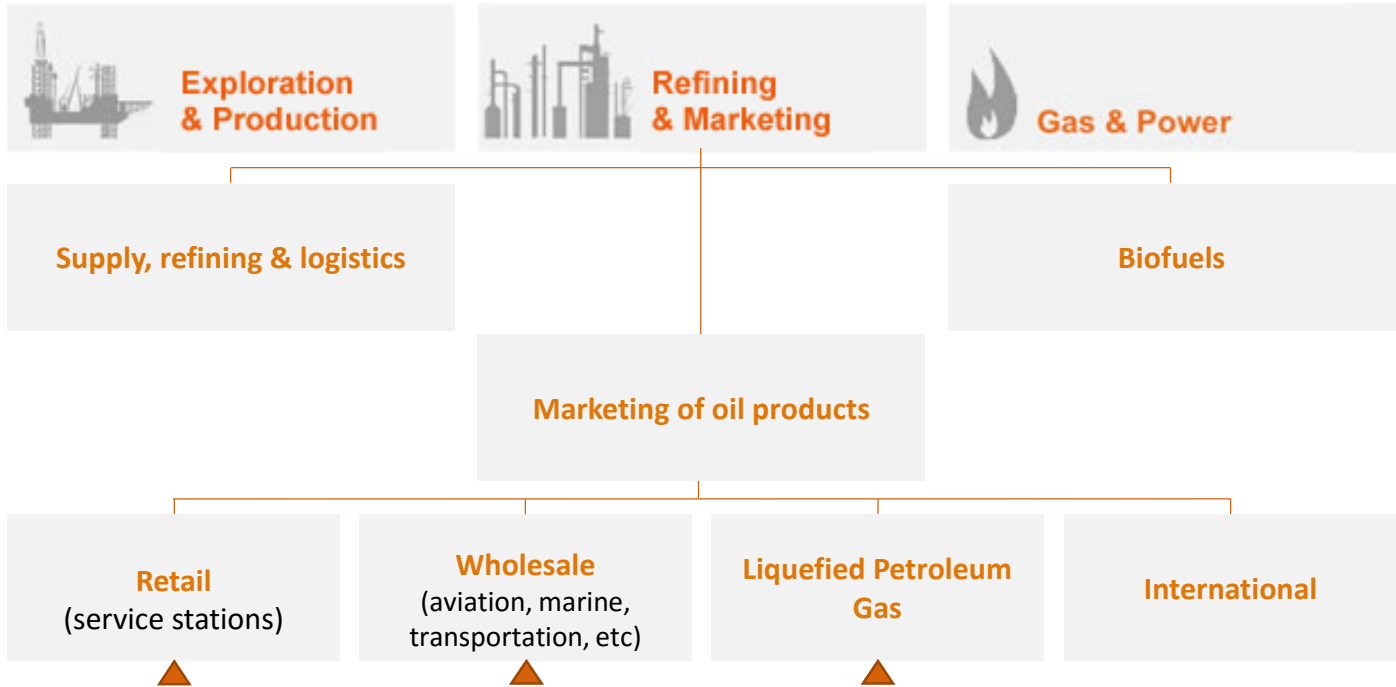 Exploration
& Production
Refining
& Marketing
Gas & Power
Supply, refining & logistics
Biofuels
Marketing of oil products
Retail
(service stations)
Wholesale
(aviation, marine,
transportation, etc)
Liquefied Petroleum
Gas
International